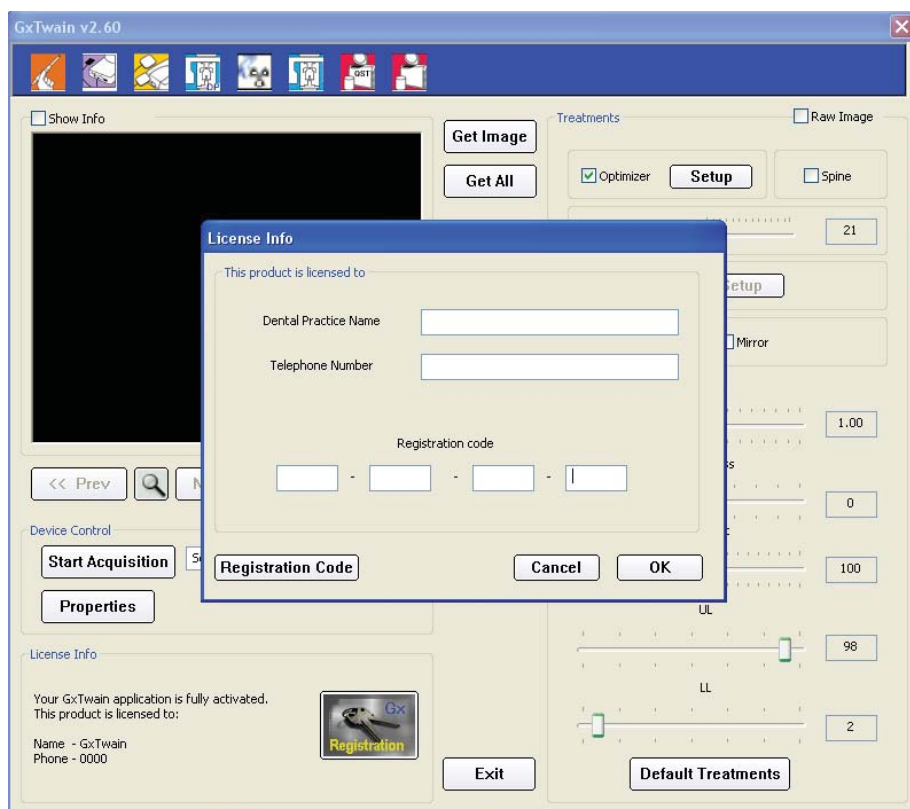 GxTwain v2.60
QST
Show Info
Get Image
Get All
Treatments
Raw Image
Optimizer
Setup
Spine
21
Setup
Mirror
1.00
0
100
UL
98
LL
2
Default Treatments
License Info
This product is licensed to
Dental Practice Name
Telephone Number
Registration code
- - -
Registration Code
Cancel
OK
<< Prev
Device Control
Start Acquisition
Properties
License Info
Your GxTwain application is fully activated.
This product is licensed to:
Name - GxTwain
Phone - 0000
Gx
Registration
Exit